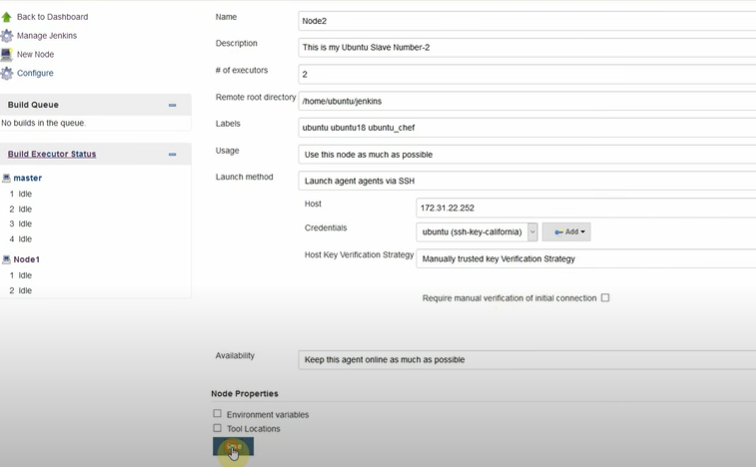 Back to Dashboard
Manage Jenkins
New Node
Configure
Build Queue
No builds in the queue.
Build Executor Status
master
1 Idle
2 Idle
3 Idle
4 Idle
Node1
1 Idle
2 Idle
Name
Node2
Description
This is my Ubuntu Slave Number-2
# of executors
2
Remote root directory
/home/ubuntu/jenkins
Labels
ubuntu ubuntu18 ubuntu_chef
Usage
Use this node as much as possible
Launch method
Launch agent agents via SSH
Host
172.31.22.252
Credentials
ubuntu (ssh-key-california)
Add
Host Key Verification Strategy
Manually trusted key Verification Strategy
Require manual verification of initial connection
Availability
Keep this agent online as much as possible
Node Properties
Environment variables
Tool Locations